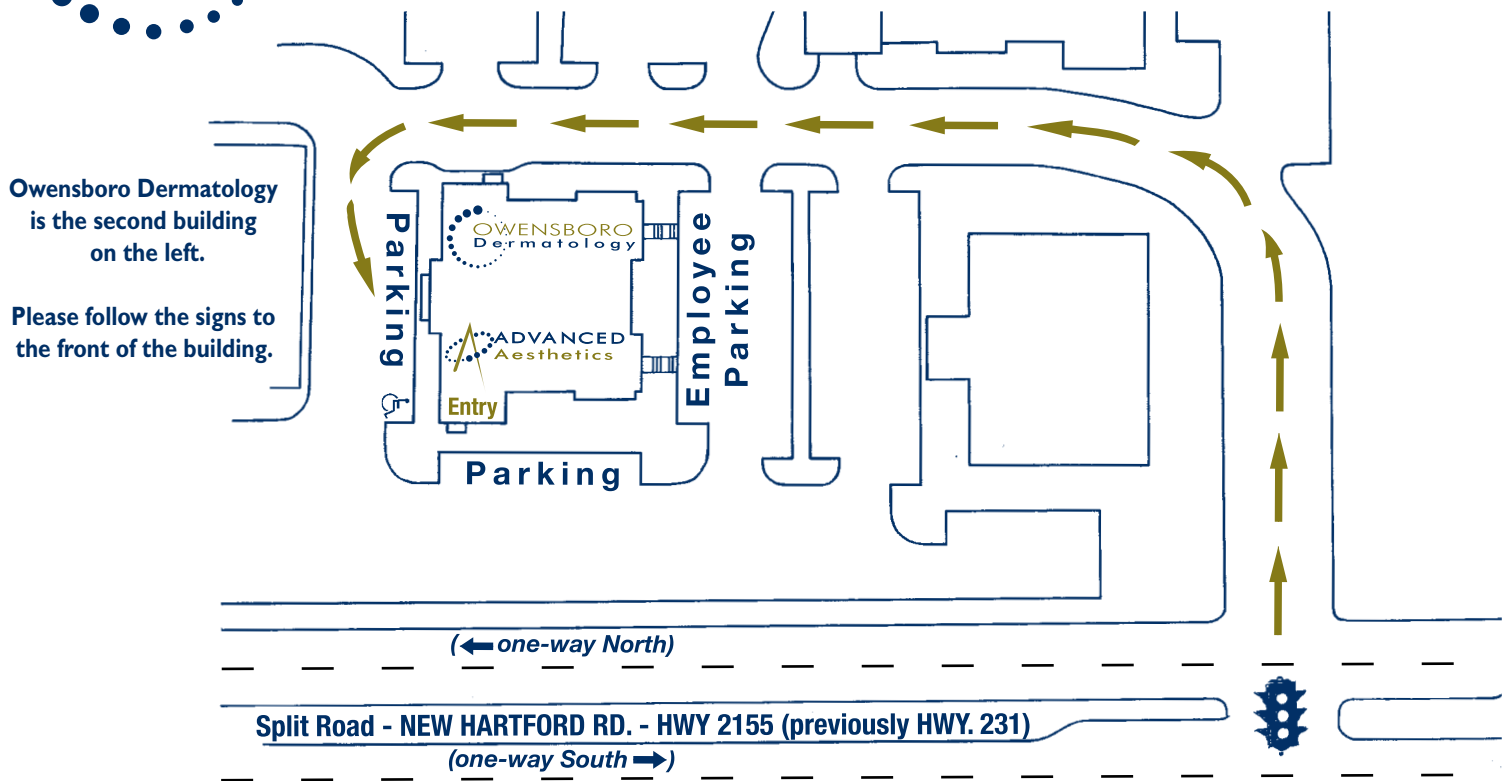 Owensboro Dermatology
is the second building
on the left.
Please follow the signs to
the front of the building.
Parking
OWENSBORO
Dermatology
ADVANCED
Aesthetics
Entry
Employee
Parking
Parking
(← one-way North)
Split Road - NEW HARTFORD RD. - HWY 2155 (previously HWY. 231)
(one-way South →)